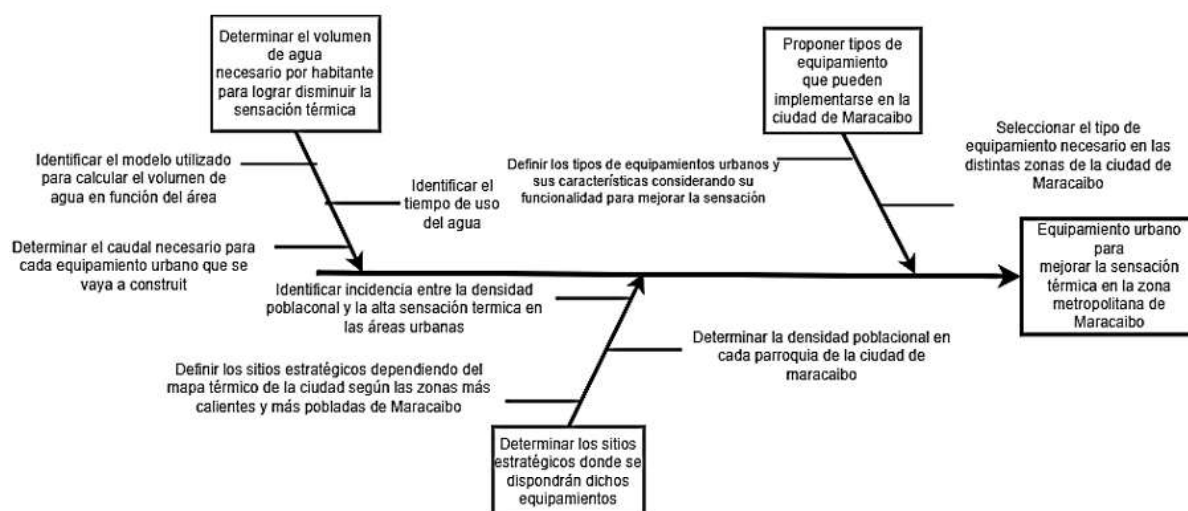 Determinar el volumen
de agua
necesario por habitante
para lograr disminuir la
sensación térmica
Proponer tipos de
equipamiento
que pueden
implementarse en la
ciudad de Maracaibo
Identificar el modelo utilizado
para calcular el volumen de
agua en función del área
Identificar el
tiempo de uso
del agua
Definir los tipos de equipamientos urbanos y
sus características considerando su
funcionalidad para mejorar la sensación
Seleccionar el tipo de
equipamiento necesario en las
distintas zonas de la ciudad de
Maracaibo
Determinar el caudal necesario para
cada equipamiento urbano que se
vaya a construit
Equipamiento urbano
para
mejorar la sensación
térmica en la zona
metropolitana de
Maracaibo
Identificar incidencia entre la densidad
poblaconal y la alta sensación termica en
las áreas urbanas
Determinar la densidad poblacional en
cada parroquia de la ciudad de
maracaibo
Definir los sitios estratégicos dependiendo del
mapa térmico de la ciudad según las zonas más
calientes y más pobladas de Maracaibo
Determinar los sitios
estratégicos donde se
dispondrán dichos
equipamientos